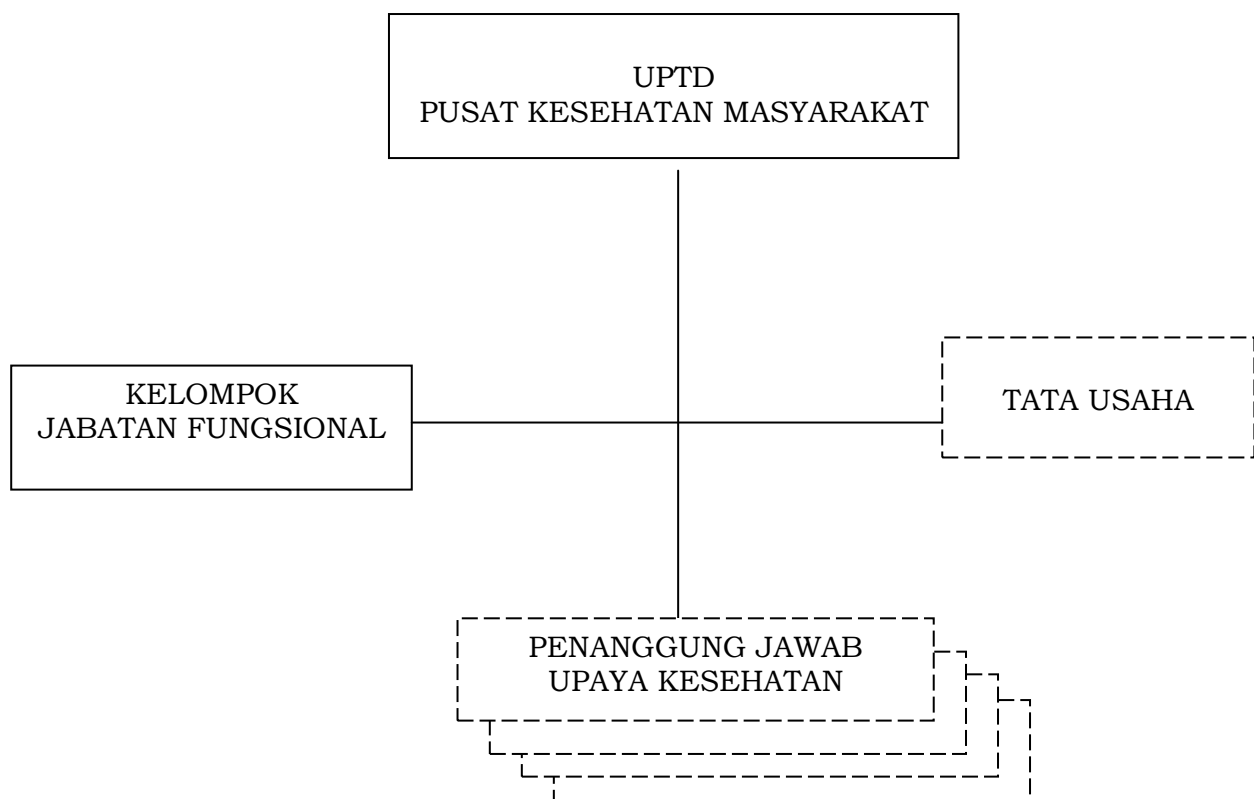 UPTD
PUSAT KESEHATAN MASYARAKAT
KELOMPOK
JABATAN FUNGSIONAL
TATA USAHA
PENANGGUNG JAWAB
UPAYA KESEHATAN